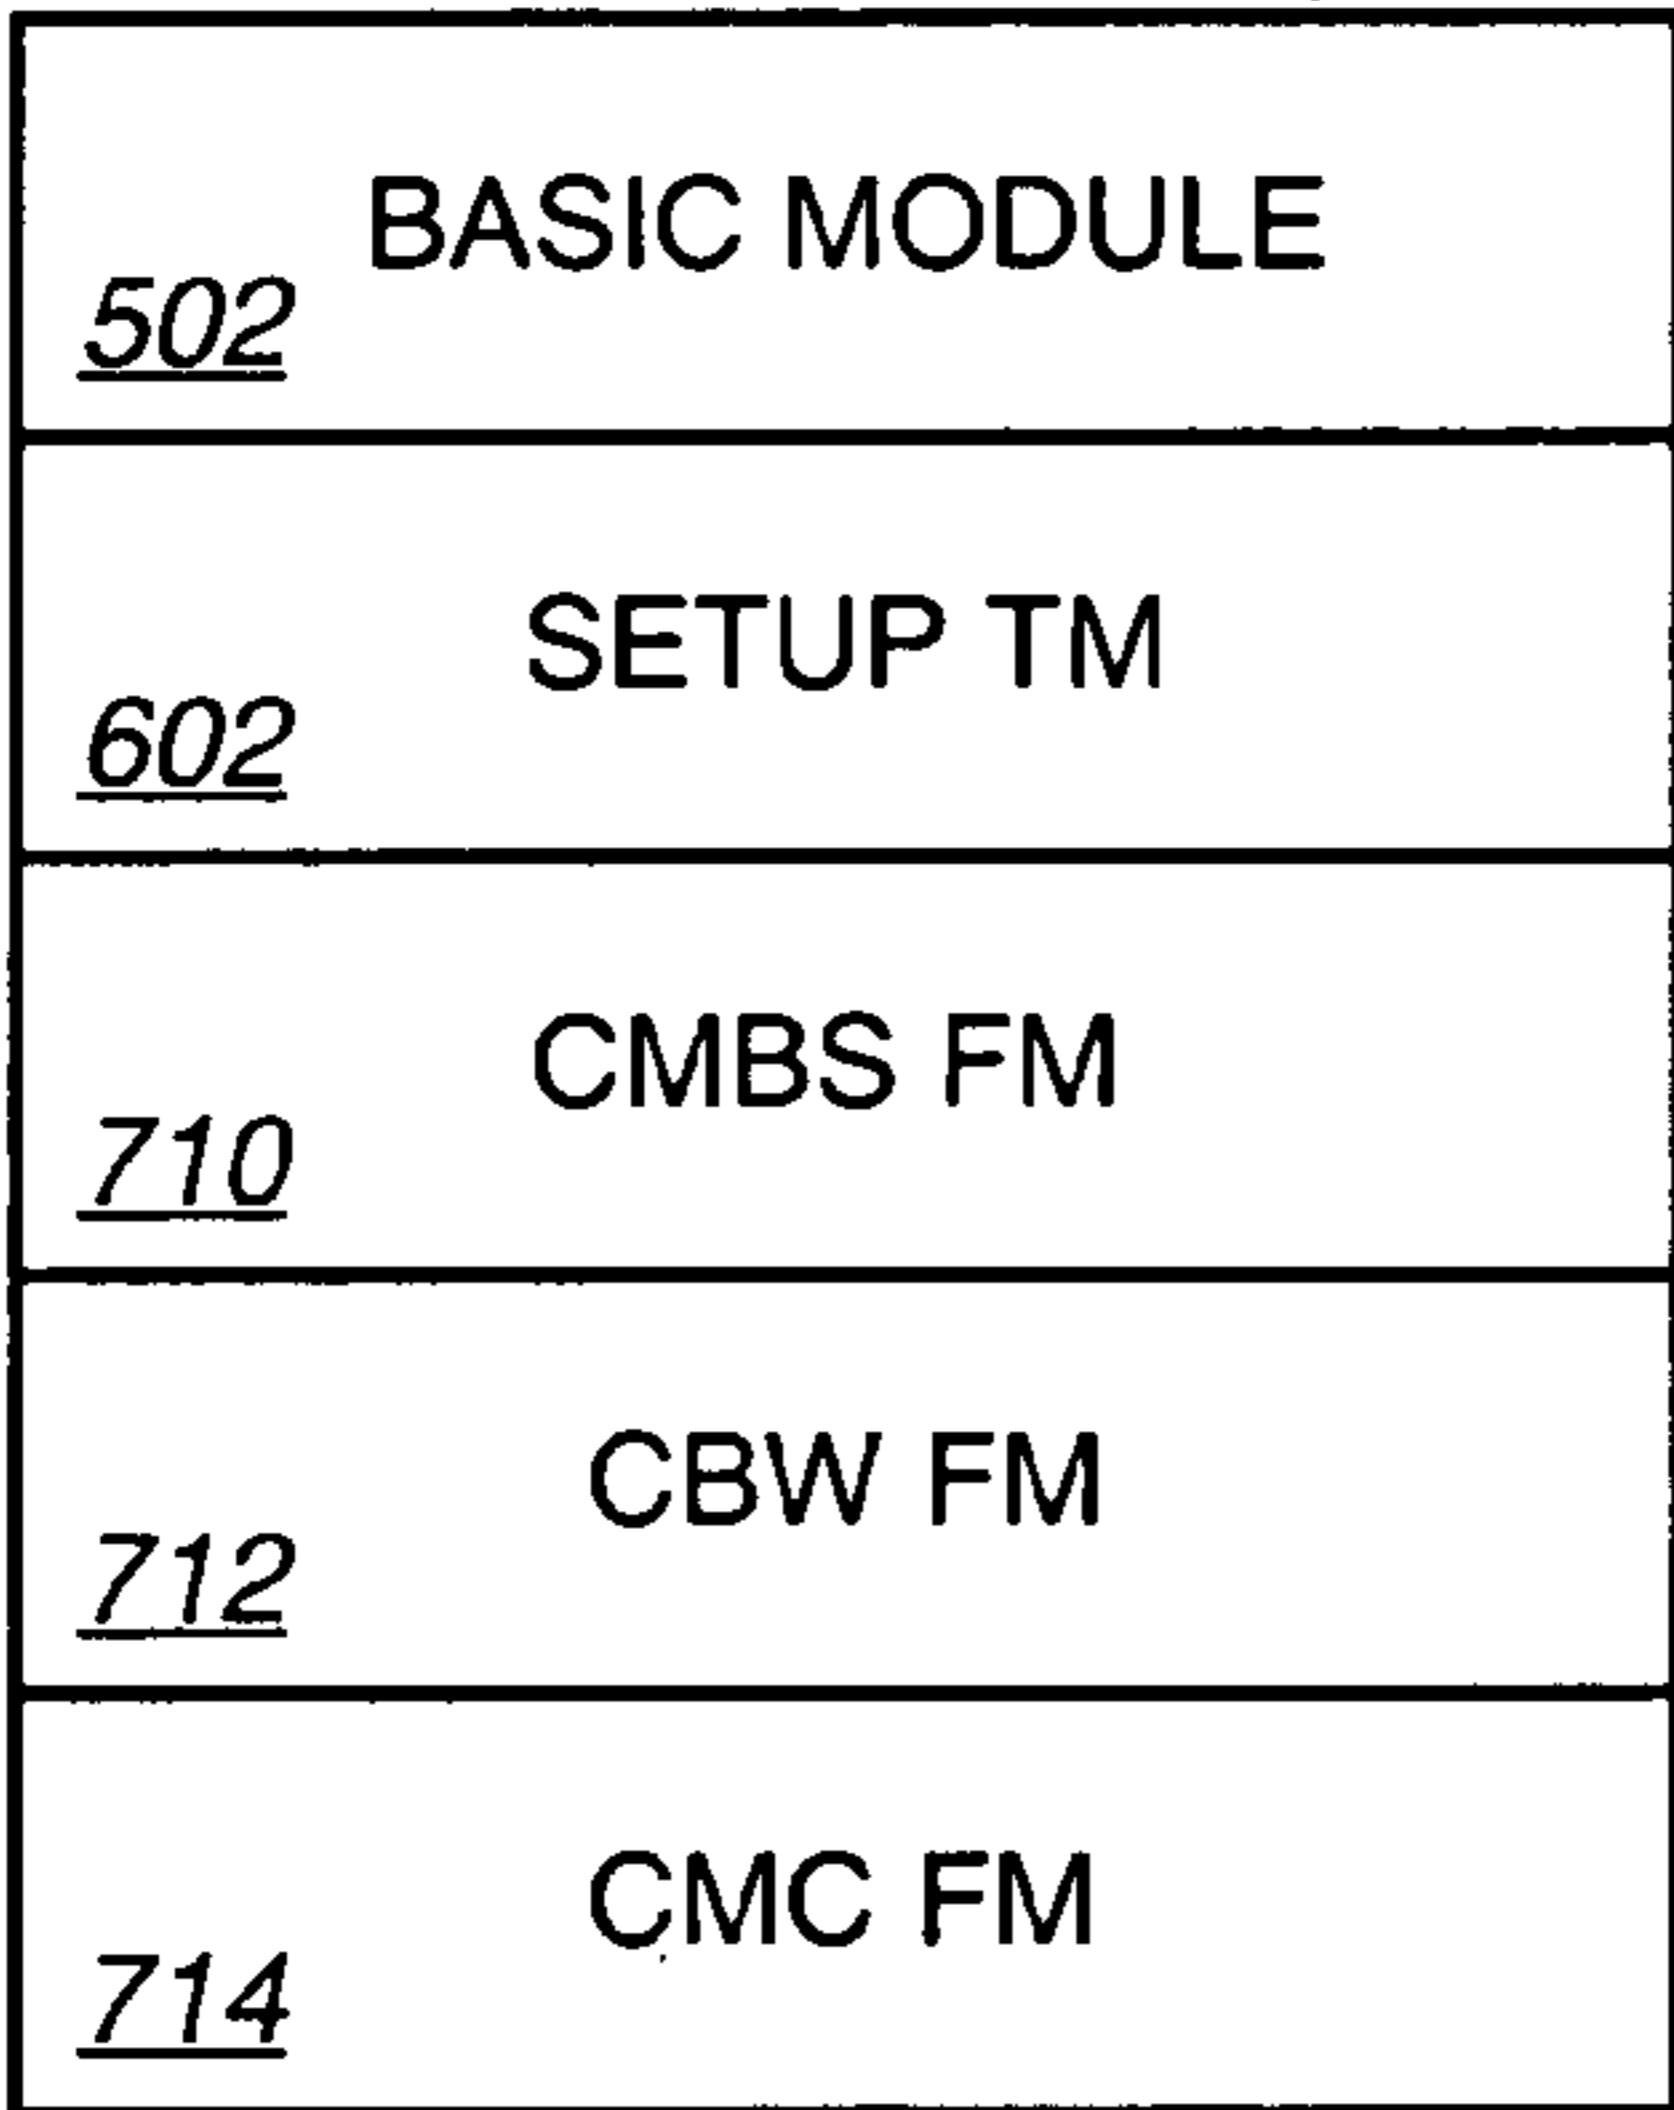 BASIC MODULE
502
SETUP TM
602
CMBS FM
710
CBW FM
712
CMC FM
714